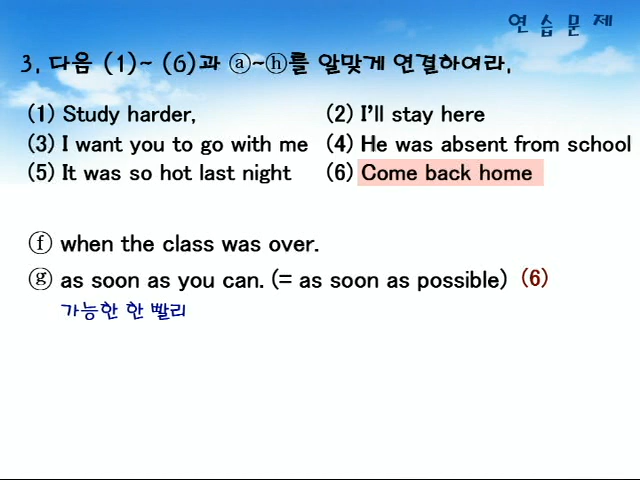 연 습 문 제
3. 다음 (1)~ (6)과 ⓐ~ⓗ를 알맞게 연결하여라.
(1) Study harder,
(2) I'll stay here
(3) I want you to go with me
(4) He was absent from school
(5) It was so hot last night
(6) Come back home
ⓕ when the class was over.
ⓖ as soon as you can. (= as soon as possible) (6)
가능한 한 빨리